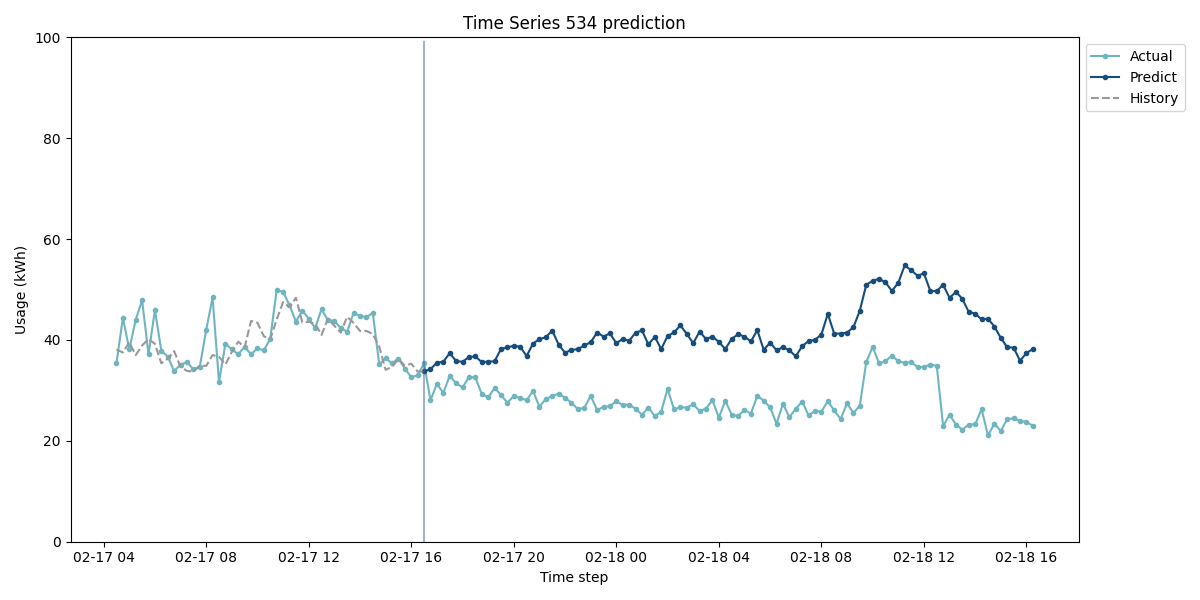 Time Series 534 prediction
100
80
60
40
20
0
Usage (kWh)
02-17 04
02-17 08
02-17 12
02-17 16
02-17 20
02-18 00
02-18 04
02-18 08
02-18 12
02-18 16
Time step
Actual
Predict
History